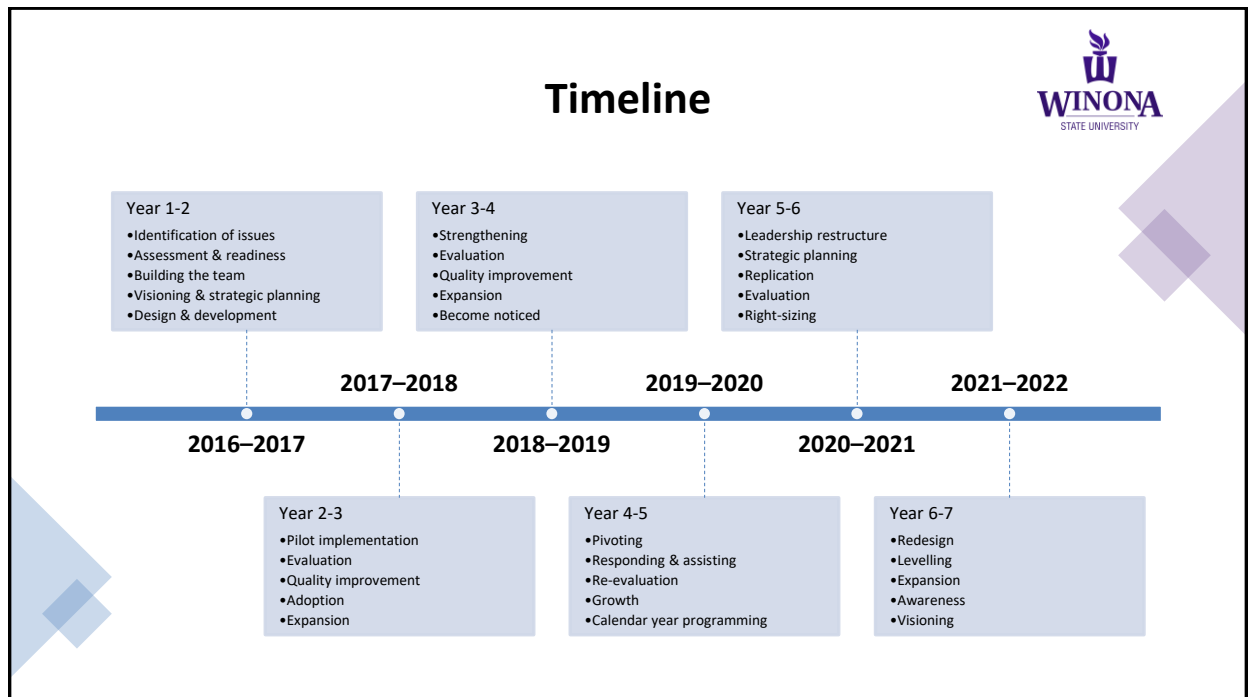 Timeline
WINONA
STATE UNIVERSITY
Year 1-2
•Identification of issues
•Assessment & readiness
•Building the team
•Visioning & strategic planning
•Design & development
Year 3-4
•Strengthening
•Evaluation
•Quality improvement
•Expansion
•Become noticed
Year 5-6
•Leadership restructure
•Strategic planning
•Replication
•Evaluation
•Right-sizing
2017–2018
2019–2020
2021–2022
2016–2017
2018–2019
2020–2021
Year 2-3
•Pilot implementation
•Evaluation
•Quality improvement
•Adoption
•Expansion
Year 4-5
•Pivoting
•Responding & assisting
•Re-evaluation
•Growth
•Calendar year programming
Year 6-7
•Redesign
•Levelling
•Expansion
•Awareness
•Visioning